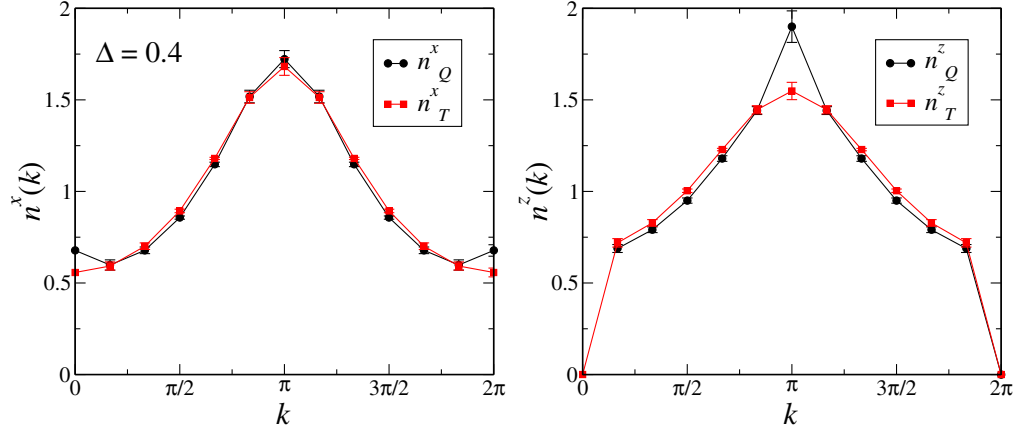 Δ = 0.4
n^x_Q
n^x_T
n^x(k)
2
1.5
1
0.5
0
0
π/2
π
3π/2
2π
k
n^z_Q
n^z_T
n^z(k)
2
1.5
1
0.5
0
0
π/2
π
3π/2
2π
k